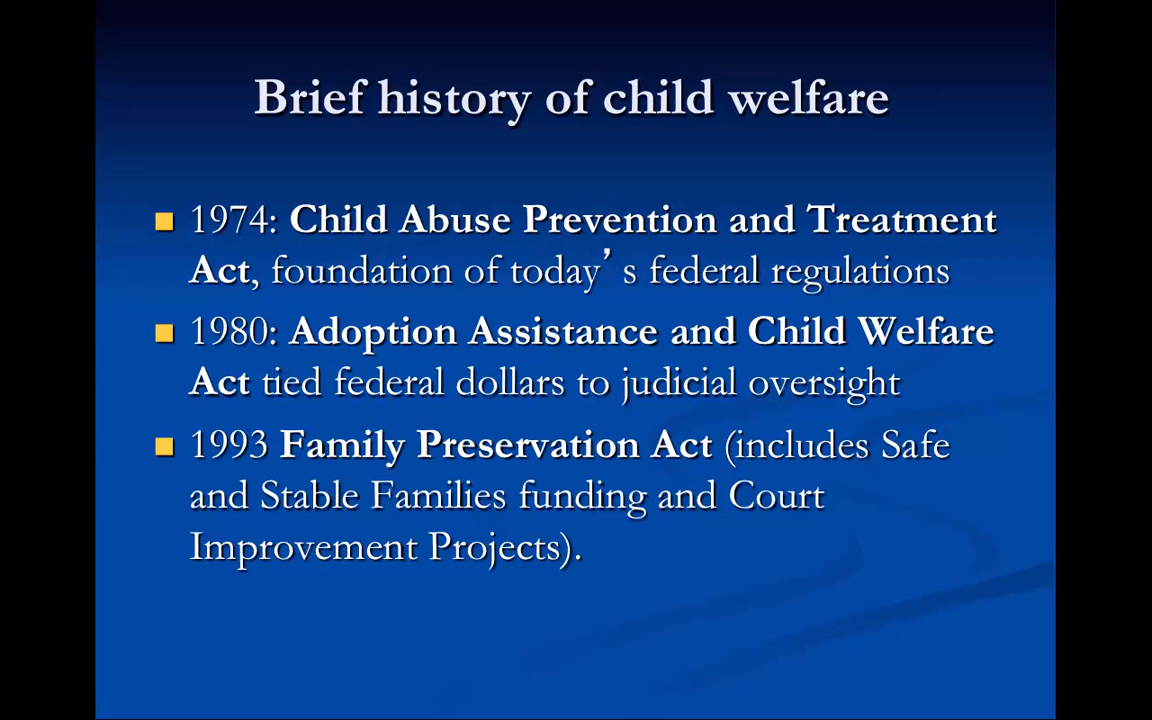 Brief history of child welfare
1974: Child Abuse Prevention and Treatment
Act, foundation of today’s federal regulations
1980: Adoption Assistance and Child Welfare
Act tied federal dollars to judicial oversight
1993 Family Preservation Act (includes Safe
and Stable Families funding and Court
Improvement Projects).